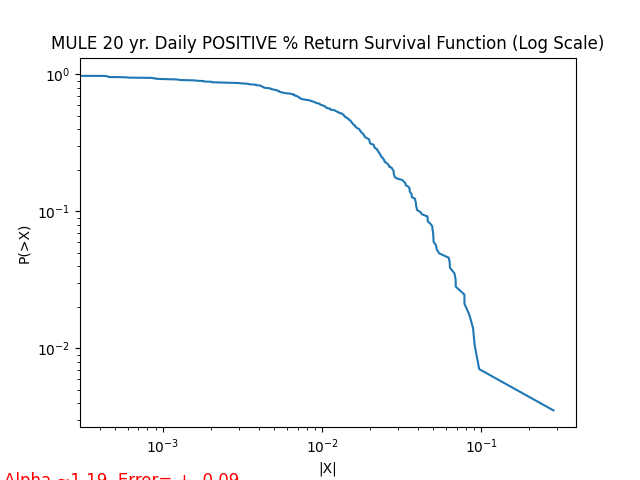 MULE 20 yr. Daily POSITIVE % Return Survival Function (Log Scale)
10⁰
10⁻¹
10⁻²
P(>X)
10⁻³
10⁻²
10⁻¹
|X|
Alpha ~1.19, Error= +-0.09